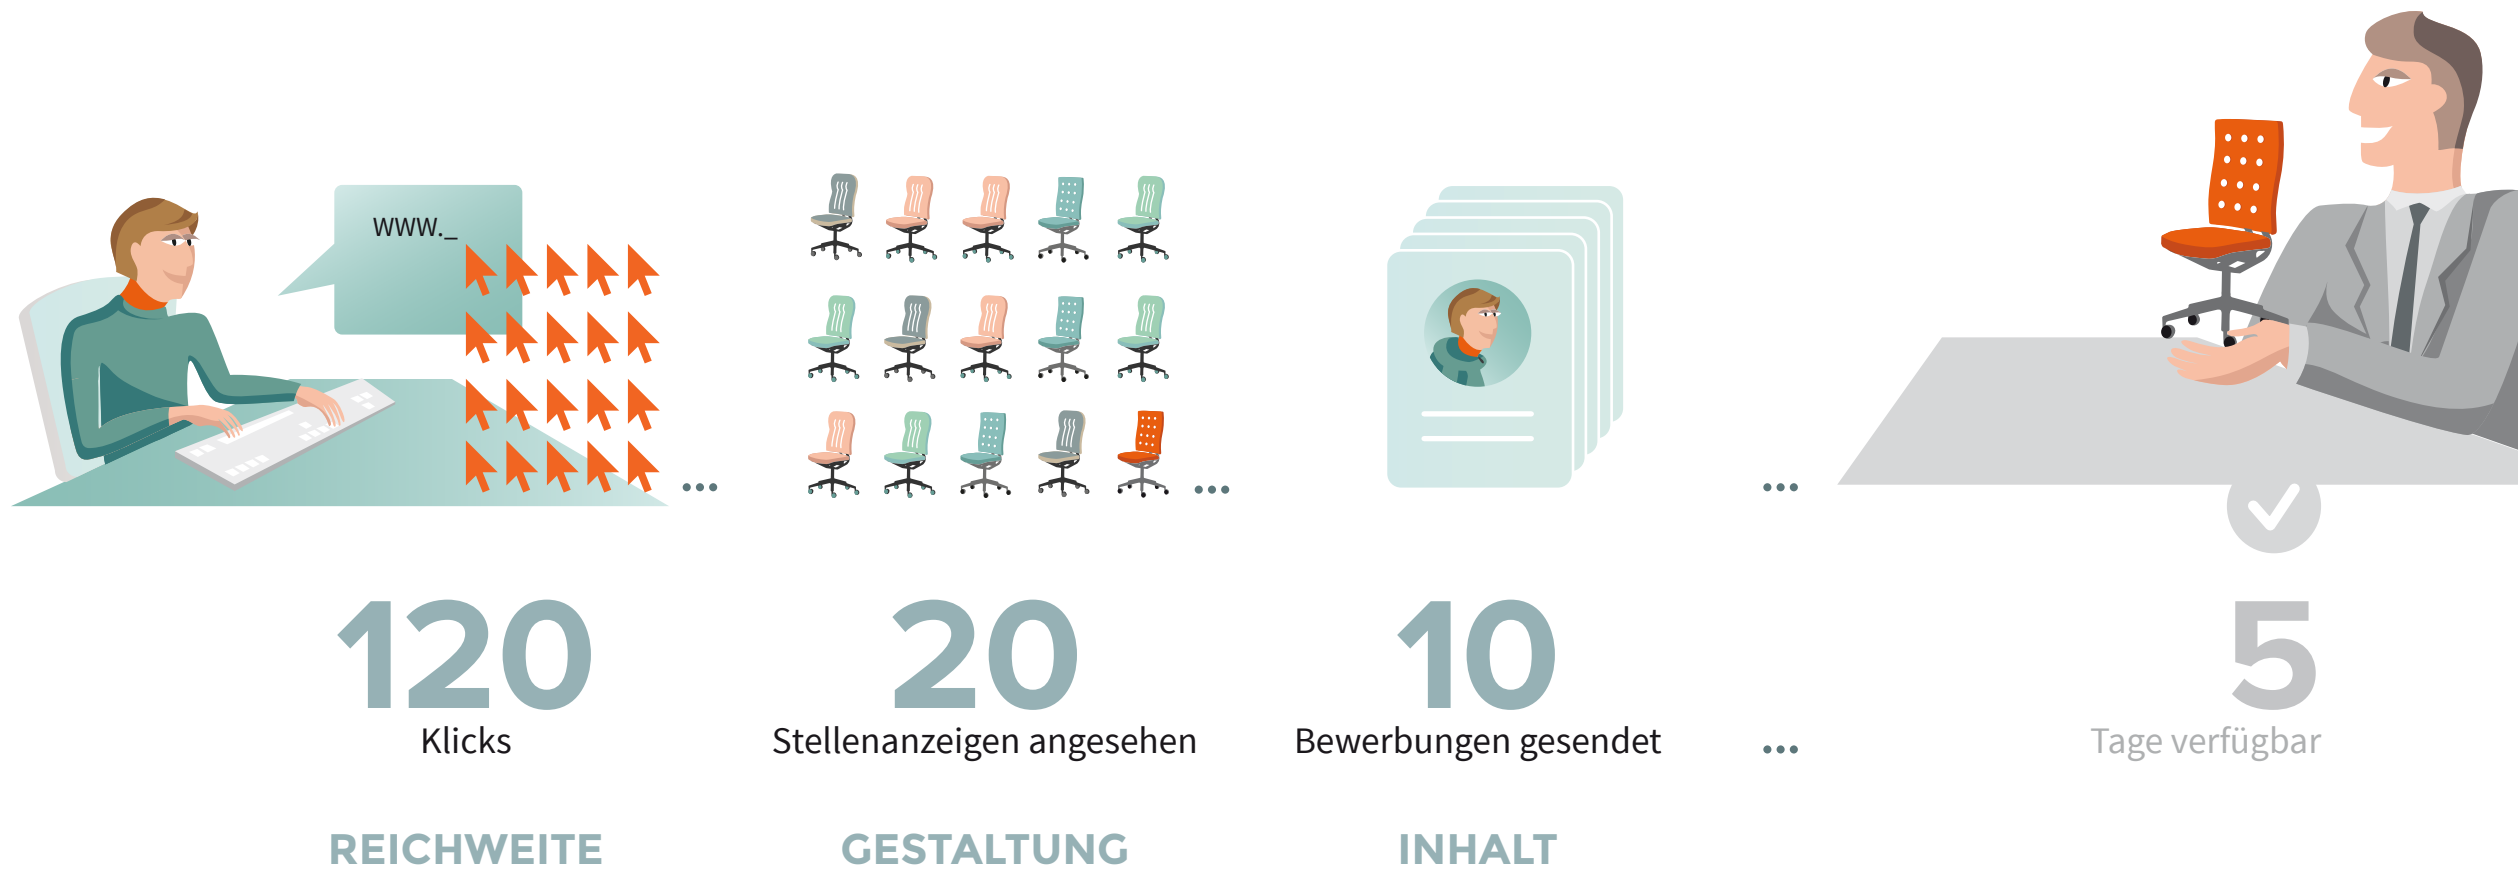 WWW._
120
Klicks
REICHWEITE
20
Stellenanzeigen angesehen
GESTALTUNG
10
Bewerbungen gesendet
INHALT
...
5
Tage verfügbar